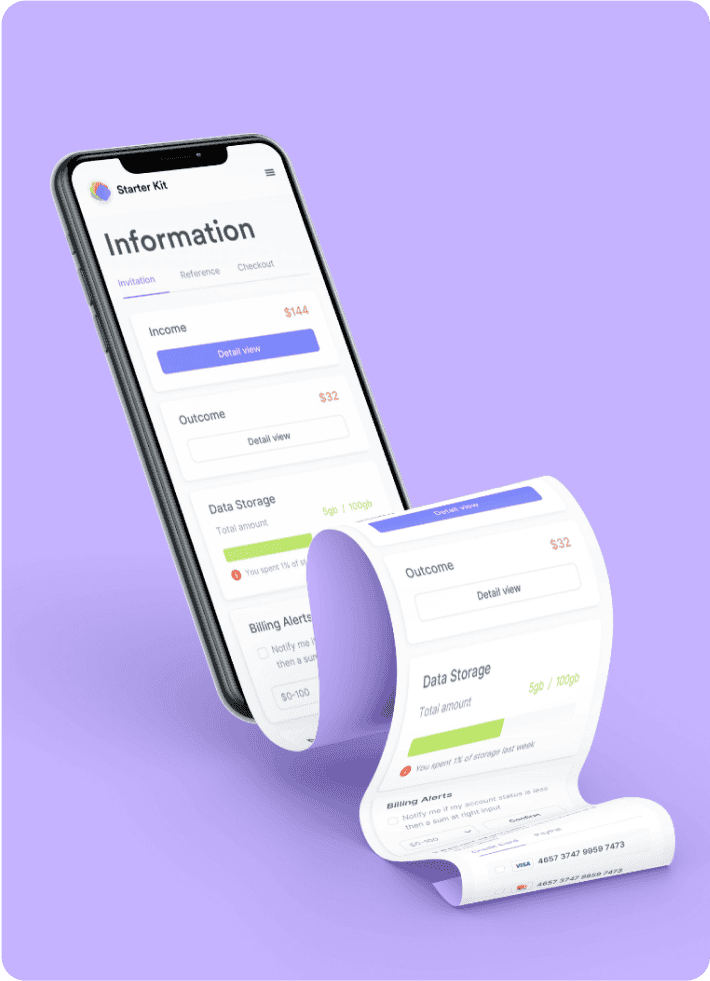 Starter Kit
Information
Invitation Reference Checkout
Income $144
Detail view
Outcome $32
Detail view
Data Storage
Total amount 5gb / 100gb
You spent 1% of
Billing Alerts
Notify me if
then a sum
$0-100
Detail view
Outcome $32
Detail view
Data Storage
Total amount 5gb / 100gb
You spent 1% of storage last week
Billing Alerts
Notify me if my account status is less
then a sum at right input
$0-100 Confirm
Credit Card PayPal
VISA 4657 3747 9959 7473
4657 3747 9959 7473